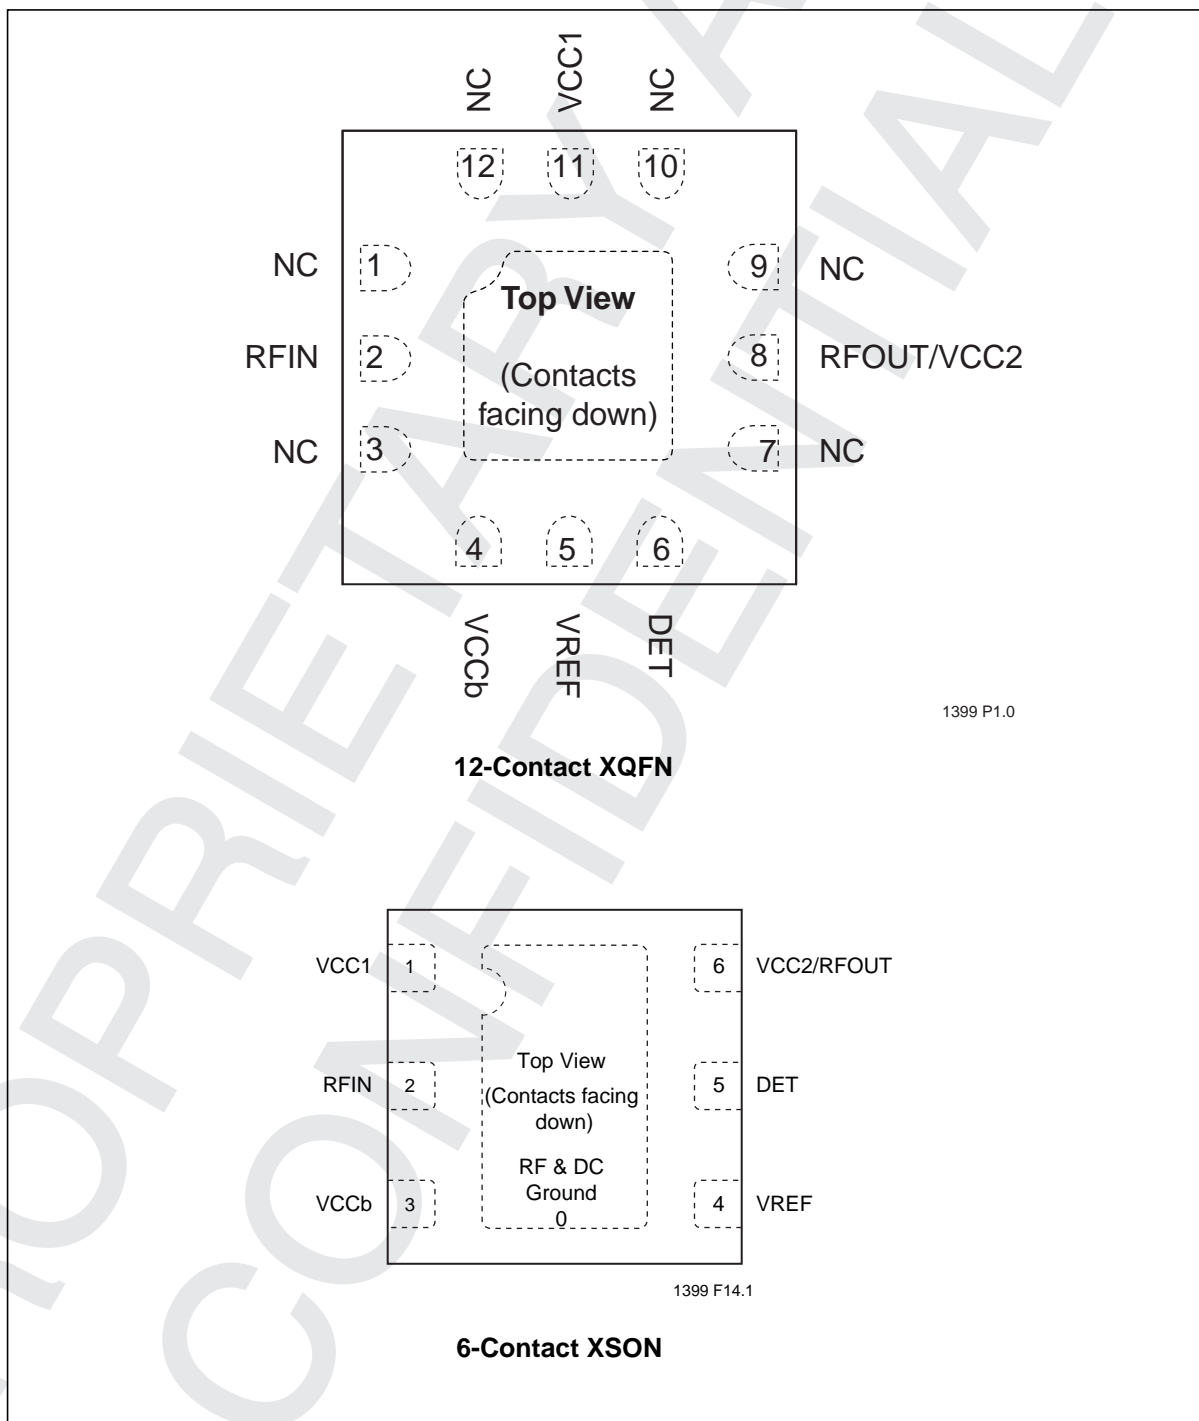 NC VCC1 NC
12 11 10
NC 1 9 NC
Top View
RFIN 2 8 RFOUT/VCC2
(Contacts
facing down)
NC 3 7 NC
4 5 6
VCCb VREF DET
1399 P1.0
12-Contact XQFN
VCC1 1 6 VCC2/RFOUT
Top View
RFIN 2 5 DET
(Contacts facing
down)
RF & DC
Ground
VCCb 3 4 VREF
0
1399 F14.1
6-Contact XSON
OPRIETARY A
CONFIDENTIAL